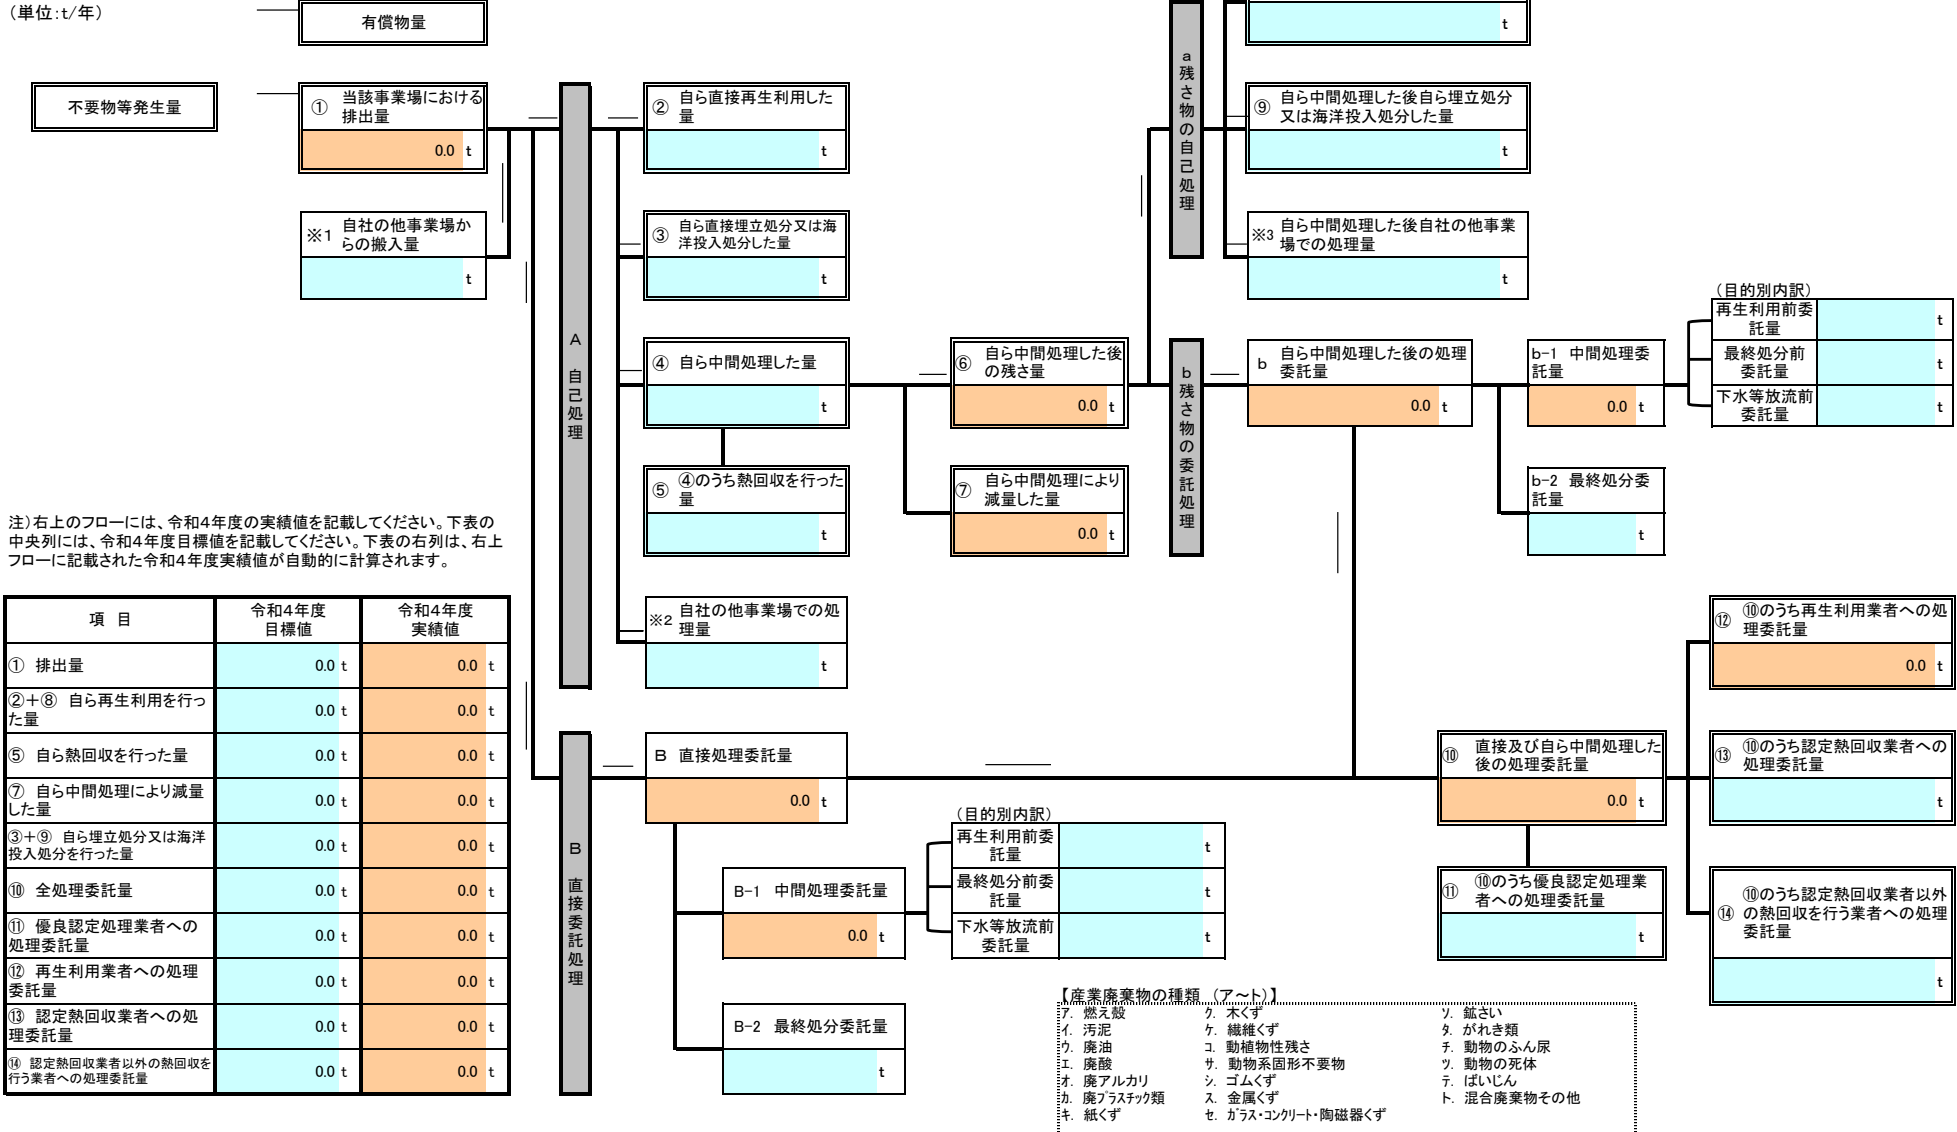 （単位：t/年）
有償物量
t
不要物等発生量
① 当該事業場における
排出量
0.0 t
※1 自社の他事業場か
らの搬入量
t
A 自己処理
② 自ら直接再生利用した
量
t
③ 自ら直接埋立処分又は海
洋投入処分した量
t
④ 自ら中間処理した量
t
⑤ ④のうち熱回収を行った
量
t
※2 自社の他事業場での処
理量
t
⑥ 自ら中間処理した後
の残さ量
0.0 t
⑦ 自ら中間処理により
減量した量
0.0 t
a 残さ物の自己処理
⑨ 自ら中間処理した後自ら埋立処分
又は海洋投入処分した量
t
※3 自ら中間処理した後自社の他事業
場での処理量
t
b 残さ物の委託処理
b 自ら中間処理した後の処理
委託量
0.0 t
b-1 中間処理委
託量
0.0 t
b-2 最終処分委
託量
t
（目的別内訳）
再生利用前委
託量 t
最終処分前
委託量 t
下水等放流前
委託量 t
注）右上のフローには、令和4年度の実績値を記載してください。下表の
中央列には、令和4年度目標値を記載してください。下表の右列は、右上
フローに記載された令和4年度実績値が自動的に計算されます。
項 目 令和4年度 目標値 令和4年度 実績値
① 排出量 0.0 t 0.0 t
②＋⑧ 自ら再生利用を行っ
た量 0.0 t 0.0 t
⑤ 自ら熱回収を行った量 0.0 t 0.0 t
⑦ 自ら中間処理により減量
した量 0.0 t 0.0 t
③＋⑨ 自ら埋立処分又は海洋
投入処分を行った量 0.0 t 0.0 t
⑩ 全処理委託量 0.0 t 0.0 t
⑪ 優良認定処理業者への
処理委託量 0.0 t 0.0 t
⑫ 再生利用業者への処理
委託量 0.0 t 0.0 t
⑬ 認定熱回収業者への処
理委託量 0.0 t 0.0 t
⑭ 認定熱回収業者以外の熱回収を
行う業者への処理委託量 0.0 t 0.0 t
B 直接委託処理
B 直接処理委託量
0.0 t
B-1 中間処理委託量
0.0 t
B-2 最終処分委託量
t
（目的別内訳）
再生利用前委
託量 t
最終処分前委
託量 t
下水等放流前
委託量 t
⑩ 直接及び自ら中間処理した
後の処理委託量
0.0 t
⑪ ⑩のうち優良認定処理業
者への処理委託量
t
⑫ ⑩のうち再生利用業者への処
理委託量
0.0 t
⑬ ⑩のうち認定熱回収業者への
処理委託量
t
⑭ ⑩のうち認定熱回収業者以外
の熱回収を行う業者への処理
委託量
t
【産業廃棄物の種類 （ア～ト）】
ア. 燃え殻 ク. 木くず ソ. 鉱さい
イ. 汚泥 ケ. 繊維くず タ. がれき類
ウ. 廃油 コ. 動植物性残さ チ. 動物のふん尿
エ. 廃酸 サ. 動物系固形不要物 ツ. 動物の死体
オ. 廃アルカリ シ. ゴムくず テ. ばいじん
カ. 廃プラスチック類 ス. 金属くず ト. 混合廃棄物その他
キ. 紙くず セ. ガラス・コンクリート・陶磁器くず